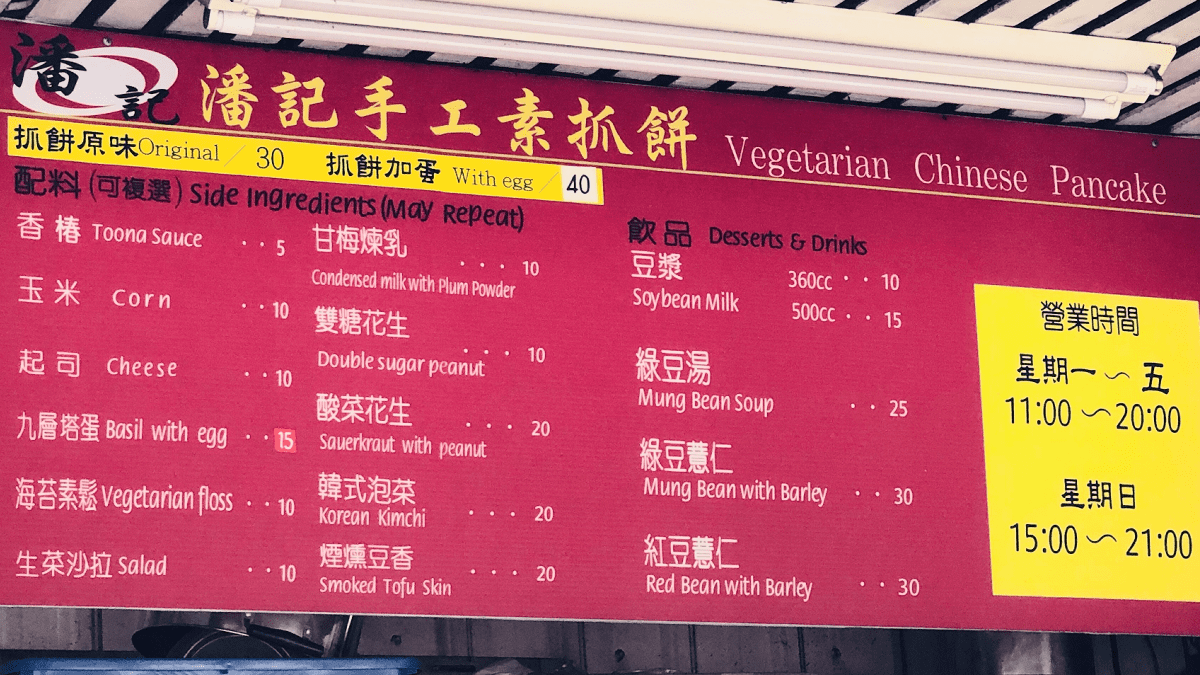 潘記
潘記手工素抓餅 Vegetarian Chinese Pancake
抓餅原味Original / 30 抓餅加蛋 With egg / 40
配料 (可複選) Side Ingredients (May Repeat)
香椿 Toona Sauce ‧‧ 5
玉米 Corn ‧‧ 10
起司 Cheese ‧‧ 10
九層塔蛋 Basil with egg ‧‧ 15
海苔素鬆 Vegetarian floss ‧‧ 10
生菜沙拉 Salad ‧‧ 10
甘梅煉乳 ‧‧‧ 10
Condensed milk with Plum Powder
雙糖花生
Double sugar peanut ‧‧‧ 10
酸菜花生 ‧‧‧ 20
Sauerkraut with peanut
韓式泡菜
Korean Kimchi ‧‧‧ 20
煙燻豆香
Smoked Tofu Skin ‧‧‧ 20
飲品 Desserts & Drinks
豆漿 360cc ‧‧ 10
Soybean Milk 500cc ‧‧ 15
綠豆湯
Mung Bean Soup ‧‧ 25
綠豆薏仁
Mung Bean with Barley ‧‧ 30
紅豆薏仁
Red Bean with Barley ‧‧ 30
營業時間
星期一~五
11:00~20:00
星期日
15:00~21:00